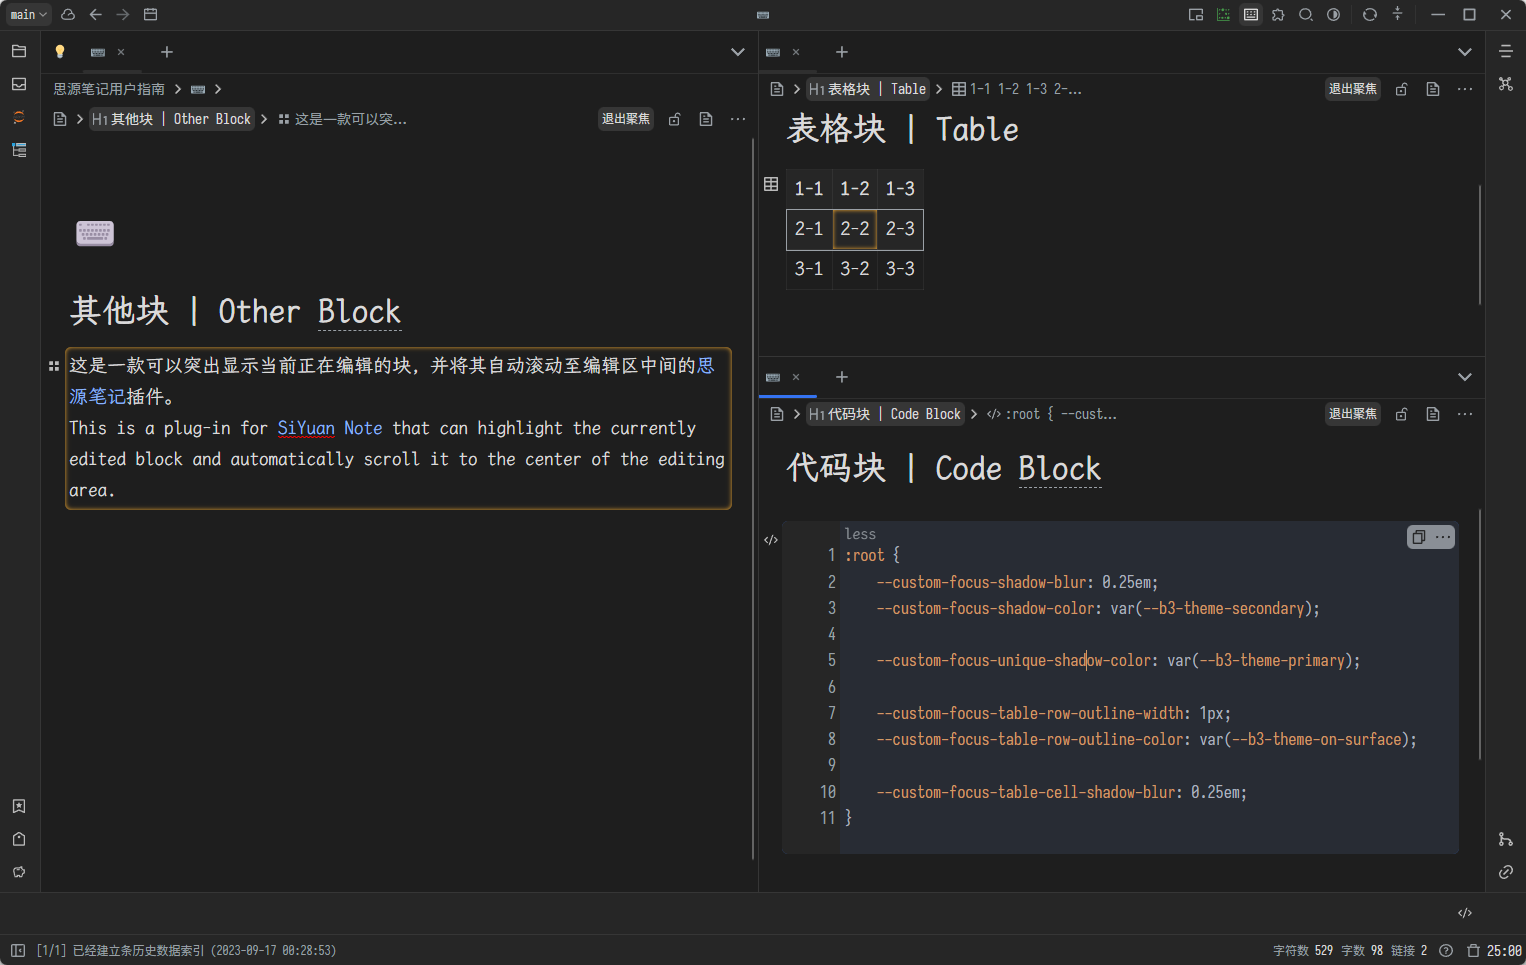 main
思源笔记用户指南
H1 其他块 | Other Block
这是一款可以突...
退出聚焦
其他块 | Other Block
这是一款可以突出显示当前正在编辑的块，并将其自动滚动至编辑区中间的思
源笔记插件。
This is a plug-in for SiYuan Note that can highlight the currently
edited block and automatically scroll it to the center of the editing
area.
H1 表格块 | Table
1-1 1-2 1-3 2-...
退出聚焦
表格块 | Table
1-1 1-2 1-3
2-1 2-2 2-3
3-1 3-2 3-3
H1 代码块 | Code Block
:root { --cust...
退出聚焦
代码块 | Code Block
less
1 :root {
2 --custom-focus-shadow-blur: 0.25em;
3 --custom-focus-shadow-color: var(--b3-theme-secondary);
4
5 --custom-focus-unique-shadow-color: var(--b3-theme-primary);
6
7 --custom-focus-table-row-outline-width: 1px;
8 --custom-focus-table-row-outline-color: var(--b3-theme-on-surface);
9
10 --custom-focus-table-cell-shadow-blur: 0.25em;
11 }
[1/1] 已经建立条历史数据索引 (2023-09-17 00:28:53)
字符数 529 字数 98 链接 2
25:00